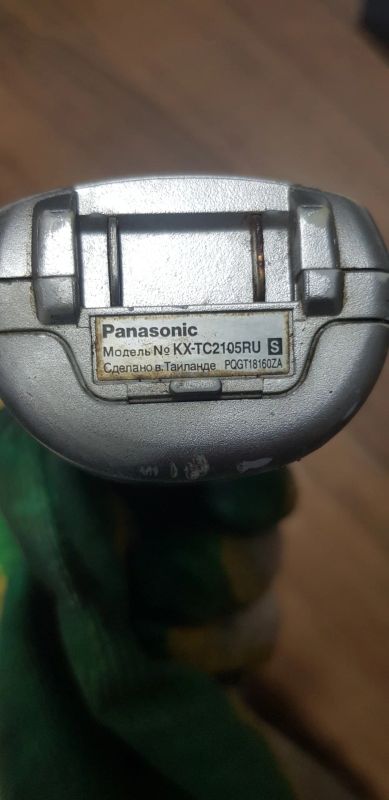 Panasonic
Модель № KX-TC2105RU S
Сделано в.Таиланде PQGT18160ZA